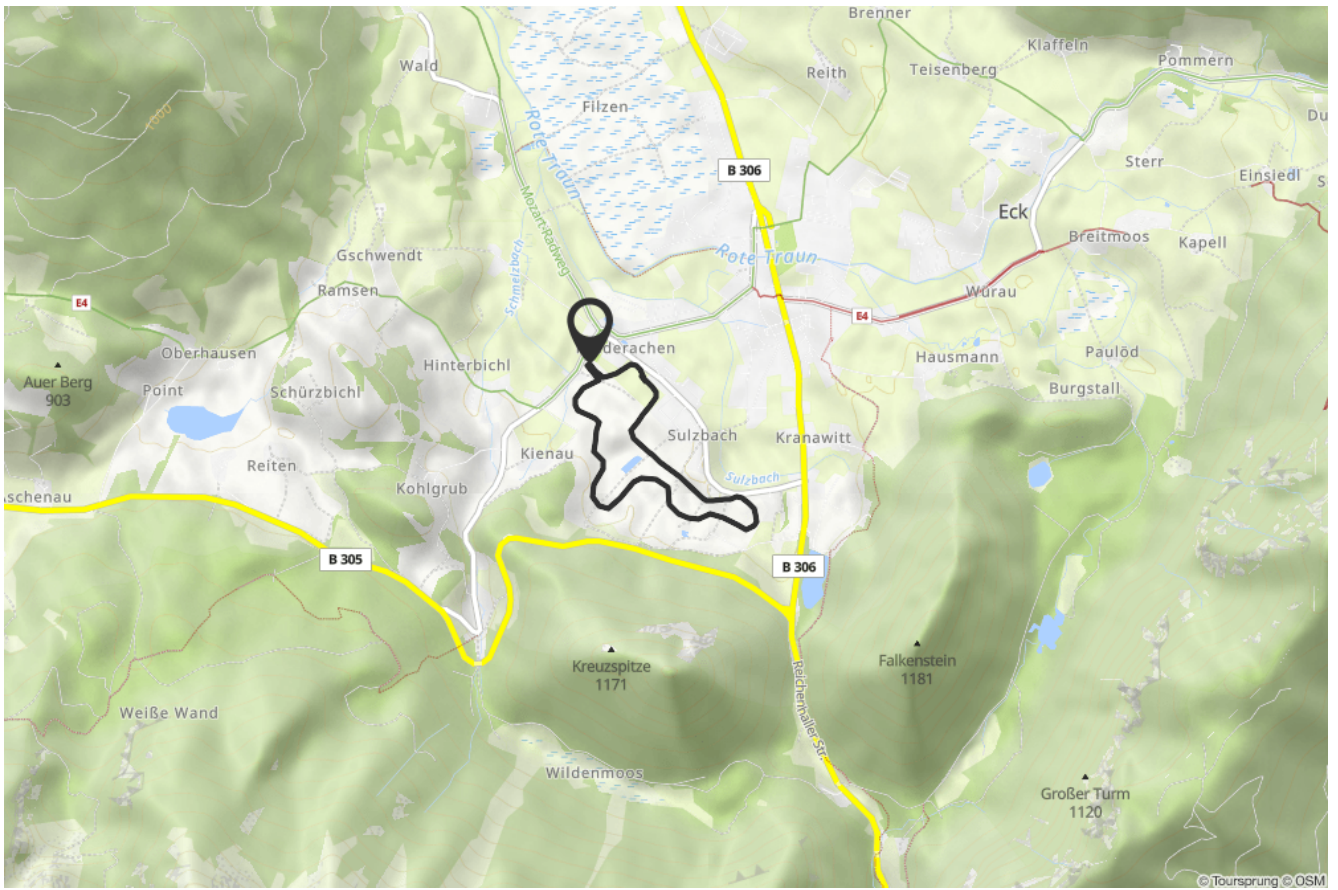 Brenner
Wald
Klaffeln
Pommern
Reith
Teisenberg
1000
Filzen
Rote Traun
B 306
Sterr
Einsiedl
Mozart-Radweg
Eck
Breitmoos
Kapell
Gschwendt
Schmelzbach
Rote Traun
Ramsen
Wurau
E4
E4
Oberhausen
Hausmann
Paulöd
Hinterbichl
Auer Berg
903
Point
Schürzbichl
Burgstall
Sulzbach
Kranawitt
Kienau
Reiten
Sulzbach
Kohlgrub
B 305
B 306
Kreuzspitze
1171
Falkenstein
1181
Reichenhaller Str.
Weiße Wand
Wildenmoos
Großer Turm
1120
© Toursprung © OSM